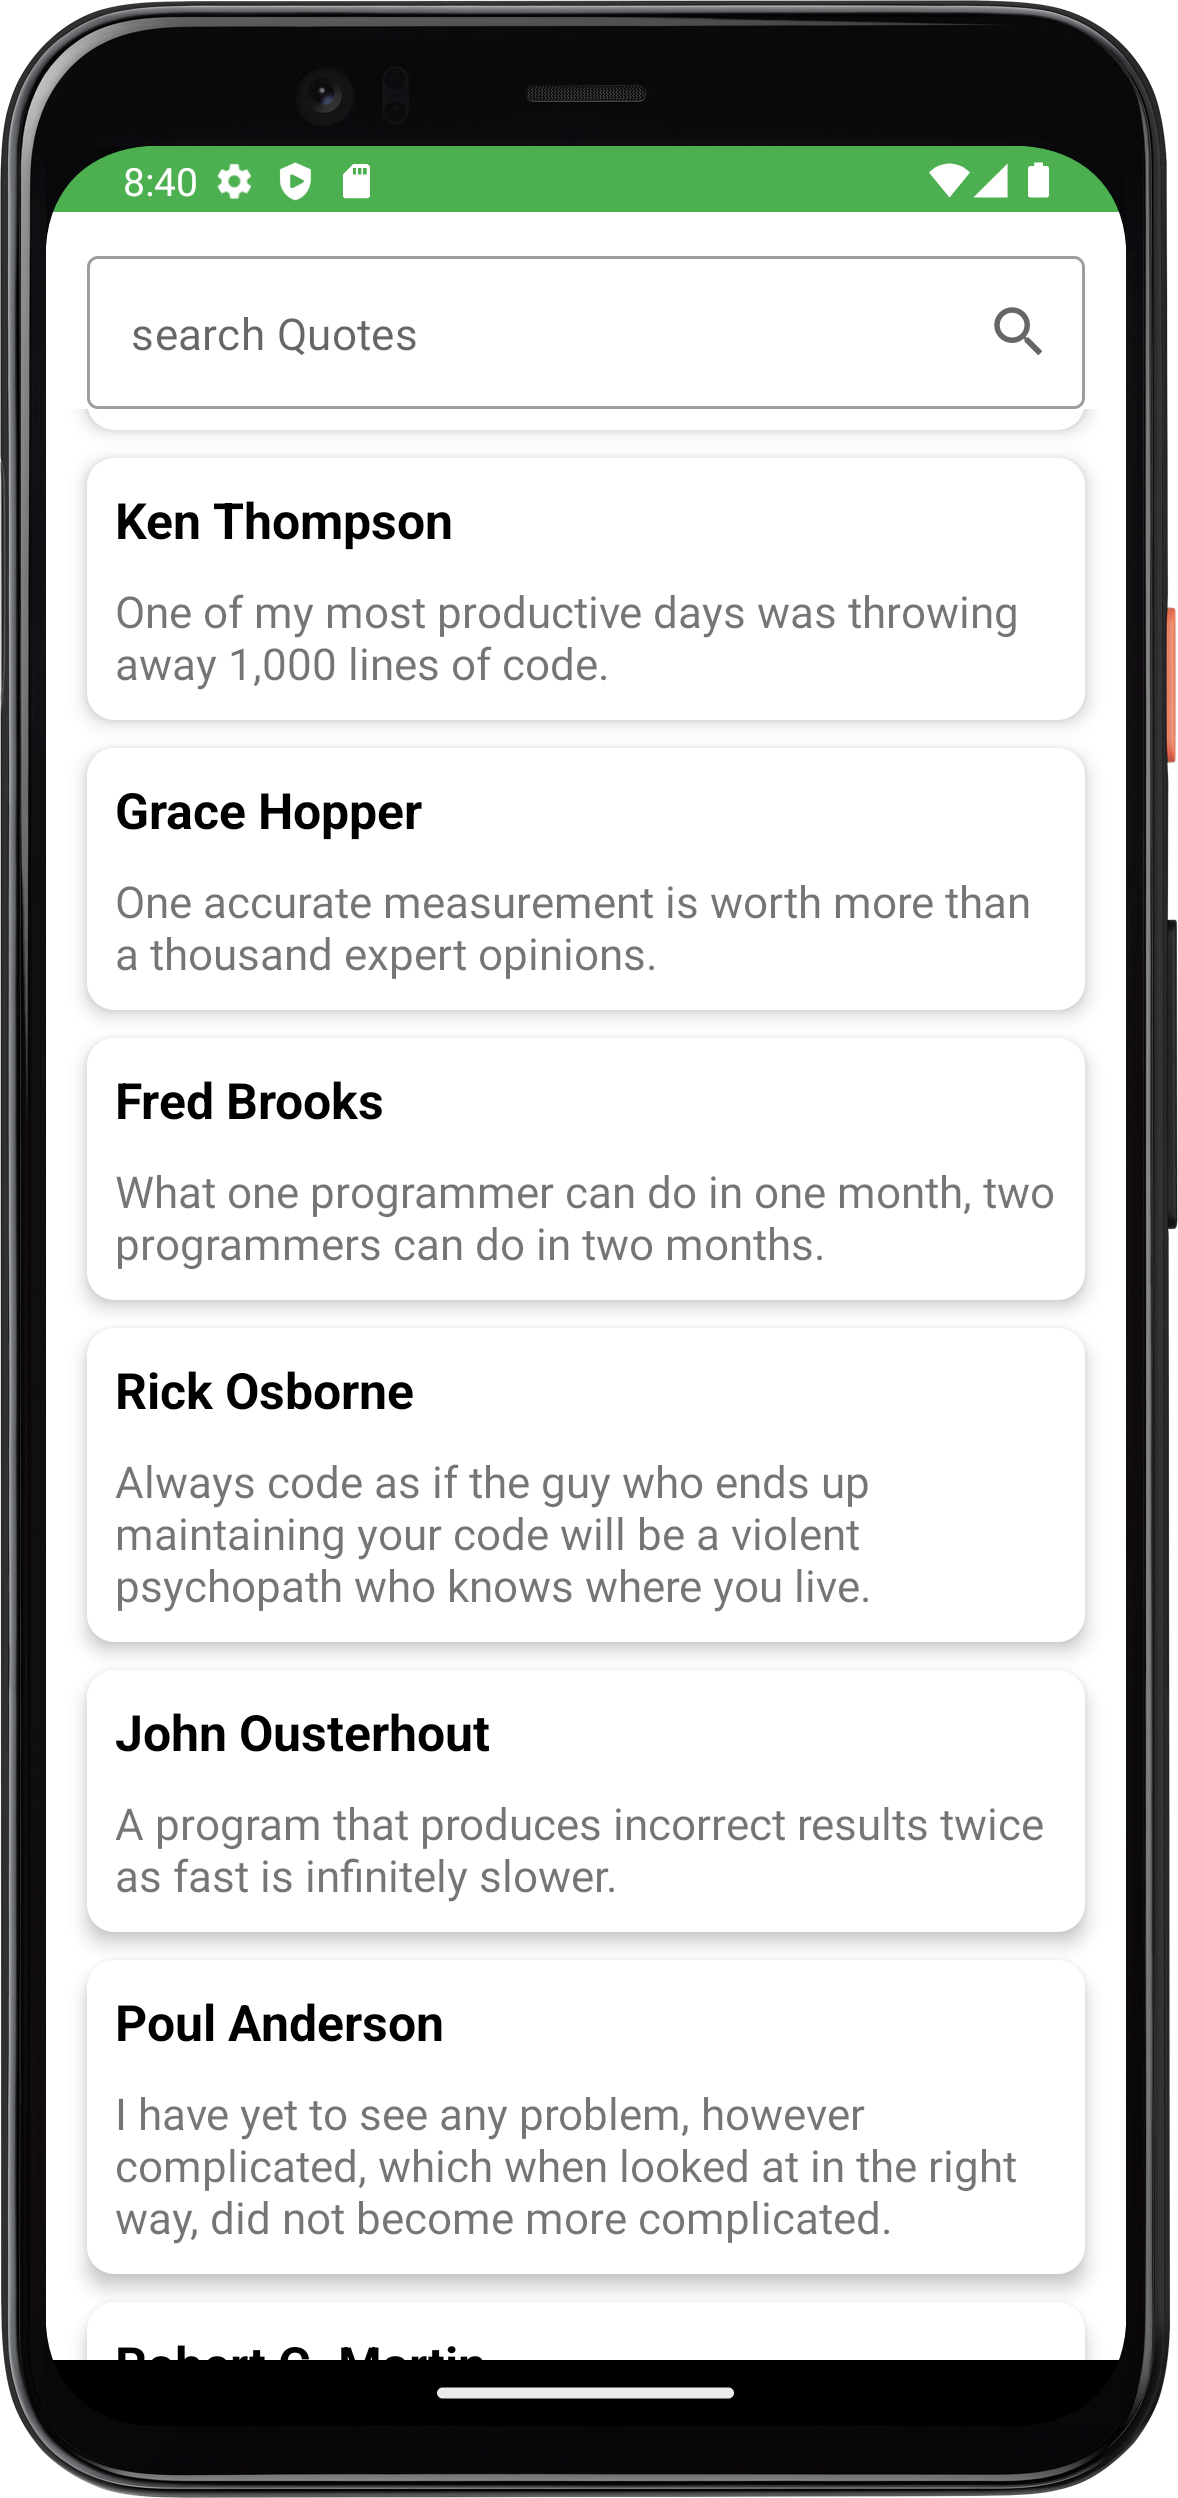 8:40
search Quotes
Ken Thompson
One of my most productive days was throwing
away 1,000 lines of code.
Grace Hopper
One accurate measurement is worth more than
a thousand expert opinions.
Fred Brooks
What one programmer can do in one month, two
programmers can do in two months.
Rick Osborne
Always code as if the guy who ends up
maintaining your code will be a violent
psychopath who knows where you live.
John Ousterhout
A program that produces incorrect results twice
as fast is infinitely slower.
Poul Anderson
I have yet to see any problem, however
complicated, which when looked at in the right
way, did not become more complicated.
Robert C. Martin